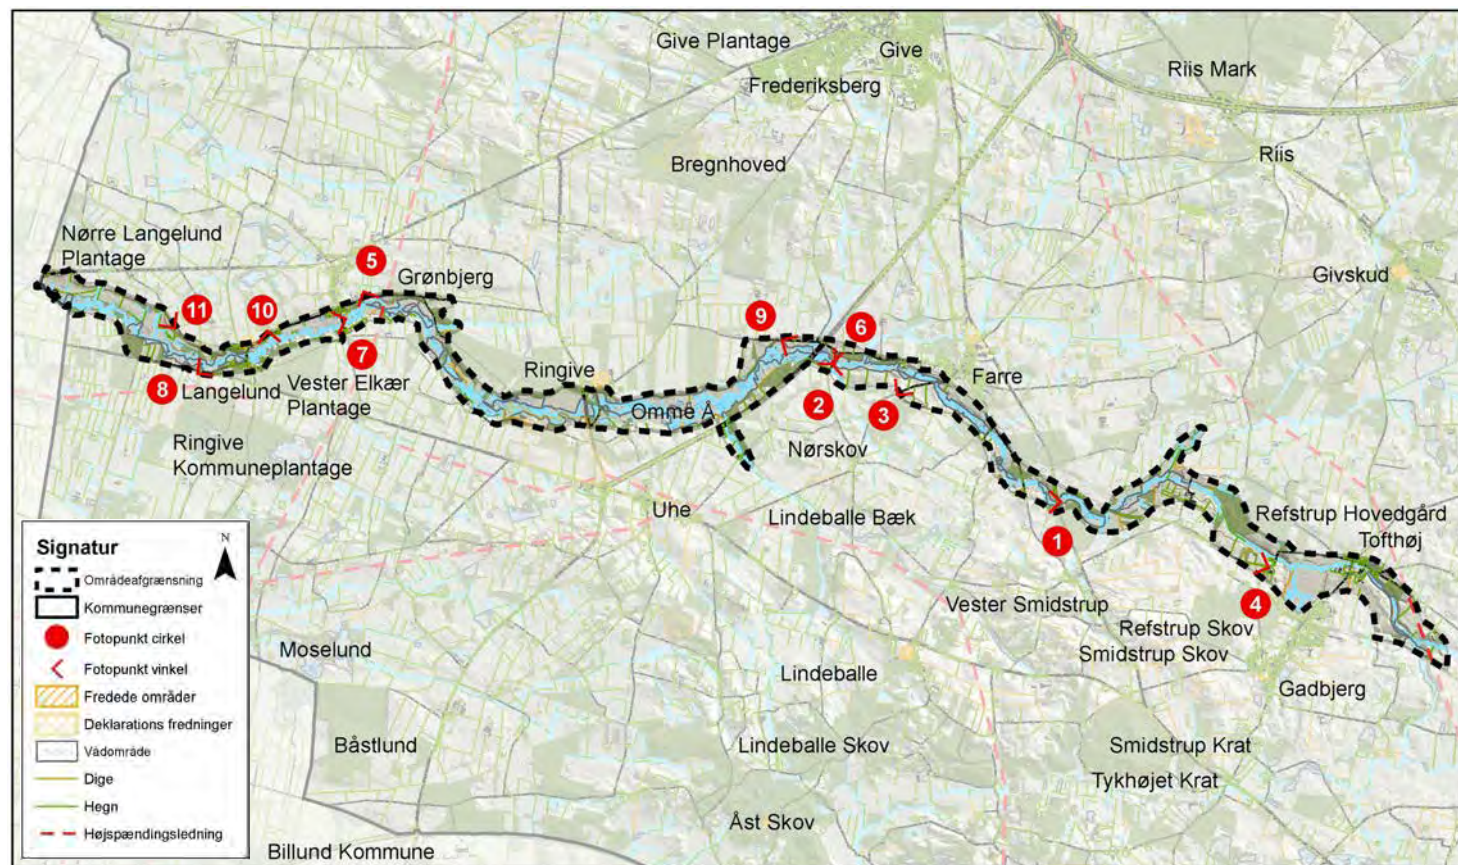 Give Plantage
Give
Frederiksberg
Riis Mark
Bregnhoved
Riis
Nørre Langelund
Plantage
5
Grønbjerg
Givskud
11
10
9
6
7
Ringive
Farre
8
Langelund
Vester Elkær
Plantage
Omme Å
2
3
Ringive
Kommuneplantage
Nørskov
Uhe
Lindeballe Bæk
1
Refstrup Hovedgård
Tofthøj
4
Vester Smidstrup
Refstrup Skov
Smidstrup Skov
Moselund
Lindeballe
Gadbjerg
Båstlund
Lindeballe Skov
Smidstrup Krat
Tykhøjet Krat
Åst Skov
Billund Kommune
Signatur
N
Områdeafgrænsning
Kommunegrænser
Fotopunkt cirkel
Fotopunkt vinkel
Fredede områder
Deklarations fredninger
Vådområde
Dige
Hegn
Højspændingsledning